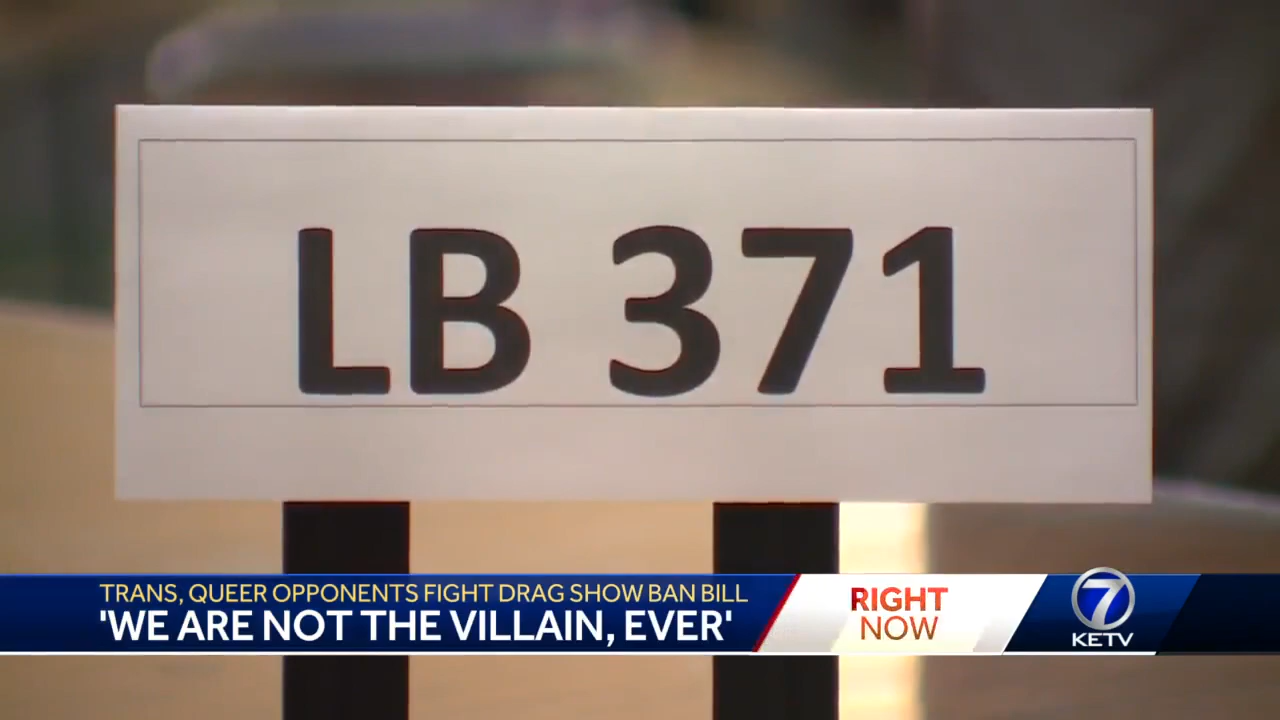 LB 371
TRANS, QUEER OPPONENTS FIGHT DRAG SHOW BAN BILL
'WE ARE NOT THE VILLAIN, EVER'
RIGHT
NOW
7
KETV